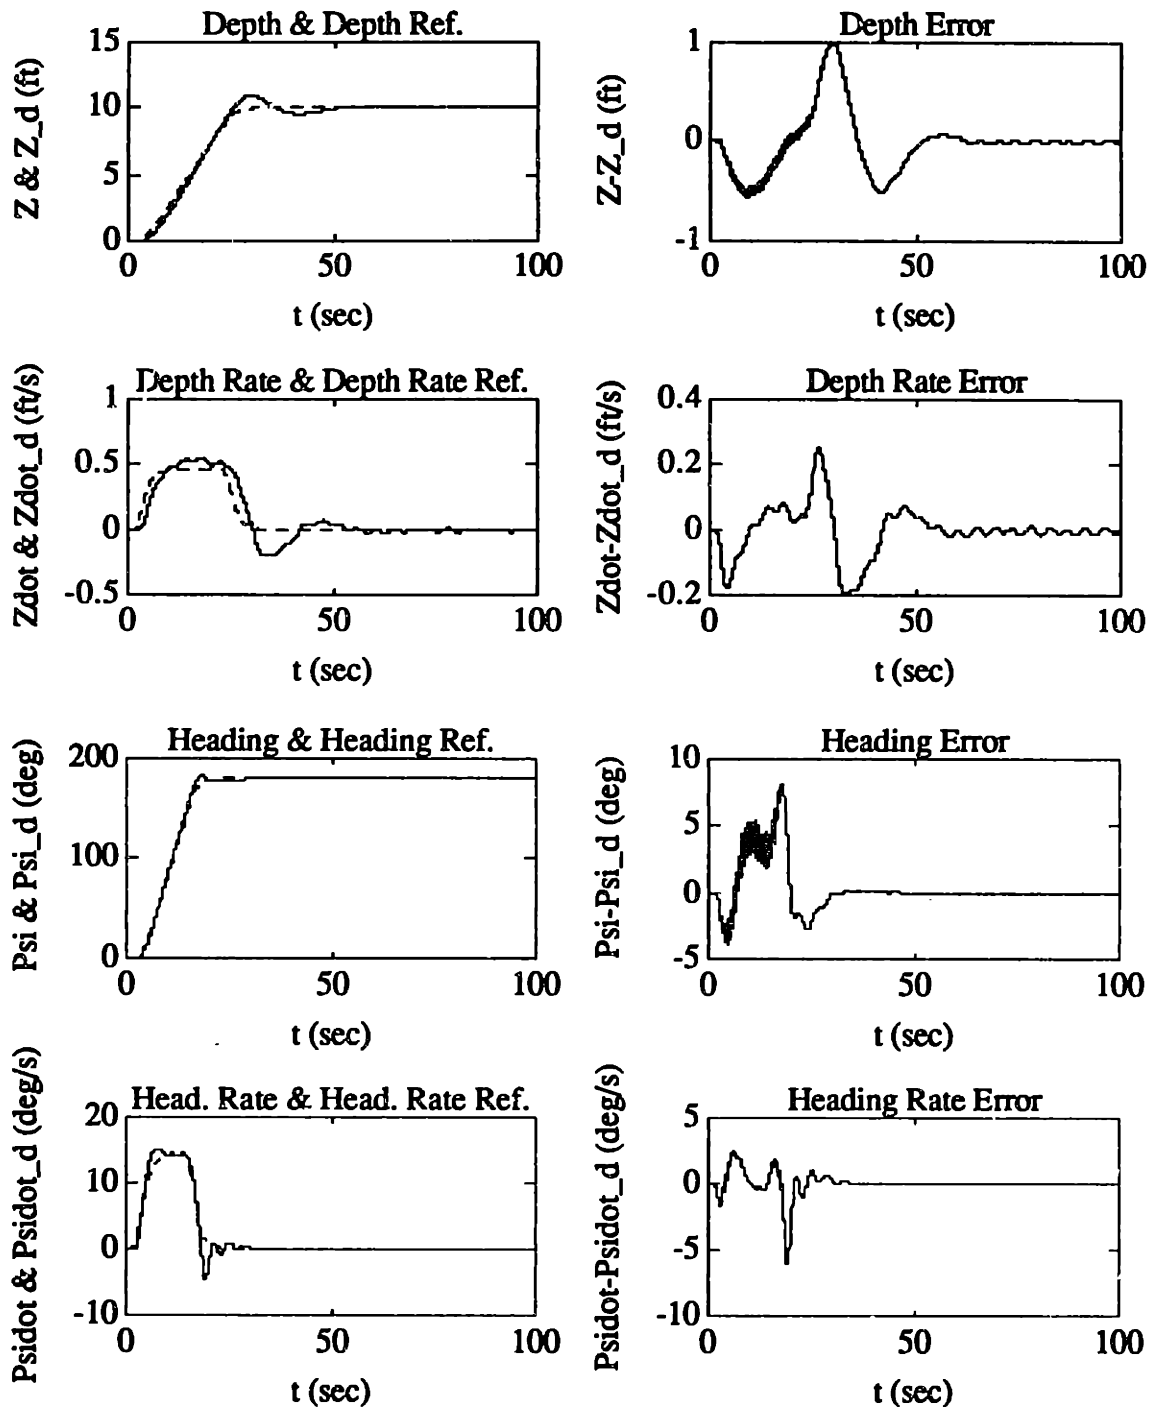 Depth & Depth Ref.
Z & Z_d (ft)
15
10
5
0
0
50
100
t (sec)
Depth Error
Z-Z_d (ft)
1
0
-1
0
50
100
t (sec)
Depth Rate & Depth Rate Ref.
Zdot & Zdot_d (ft/s)
1
0.5
0
-0.5
0
50
100
t (sec)
Depth Rate Error
Zdot-Zdot_d (ft/s)
0.4
0.2
0
-0.2
0
50
100
t (sec)
Heading & Heading Ref.
Psi & Psi_d (deg)
200
100
0
0
50
100
t (sec)
Heading Error
Psi-Psi_d (deg)
10
5
0
-5
0
50
100
t (sec)
Head. Rate & Head. Rate Ref.
Psidot & Psidot_d (deg/s)
20
10
0
-10
0
50
100
t (sec)
Heading Rate Error
Psidot-Psidot_d (deg/s)
5
0
-5
-10
0
50
100
t (sec)